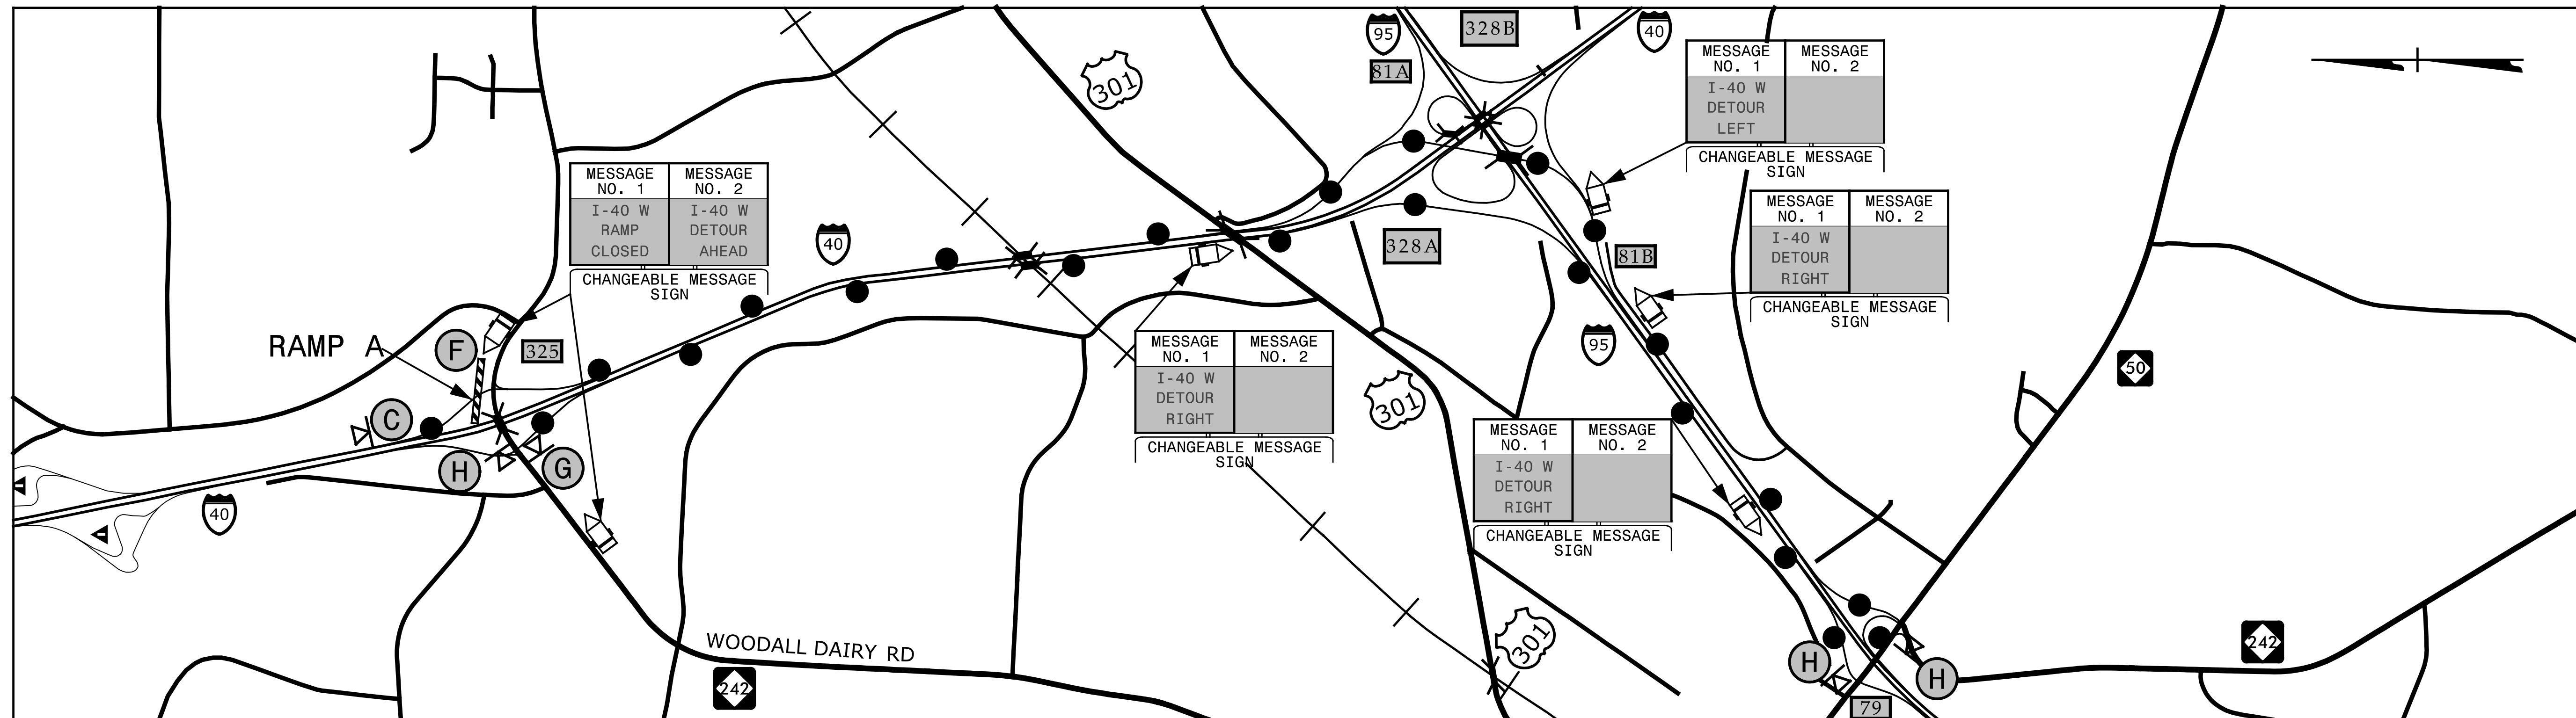 95
328B
40
81A
301
MESSAGE NO. 1
MESSAGE NO. 2
I-40 W
DETOUR
LEFT
CHANGEABLE MESSAGE
SIGN
MESSAGE NO. 1
MESSAGE NO. 2
I-40 W
RAMP
CLOSED
I-40 W
DETOUR
AHEAD
CHANGEABLE MESSAGE
SIGN
40
328A
81B
MESSAGE NO. 1
MESSAGE NO. 2
I-40 W
DETOUR
RIGHT
CHANGEABLE MESSAGE
SIGN
RAMP A
F
325
95
50
MESSAGE NO. 1
MESSAGE NO. 2
I-40 W
DETOUR
RIGHT
CHANGEABLE MESSAGE
SIGN
301
C
H
G
MESSAGE NO. 1
MESSAGE NO. 2
I-40 W
DETOUR
RIGHT
CHANGEABLE MESSAGE
SIGN
40
WOODALL DAIRY RD
242
301
242
H
H
79